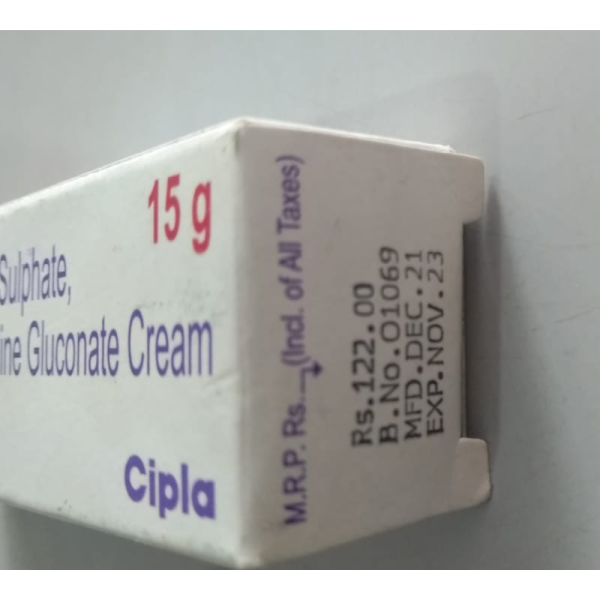 15 g
Sulphate,
ine Gluconate Cream
Cipla
M.R.P. Rs. (Incl. of All Taxes)
Rs.122.00
B.No.O1069
MFD.DEC.21
EXP.NOV.23